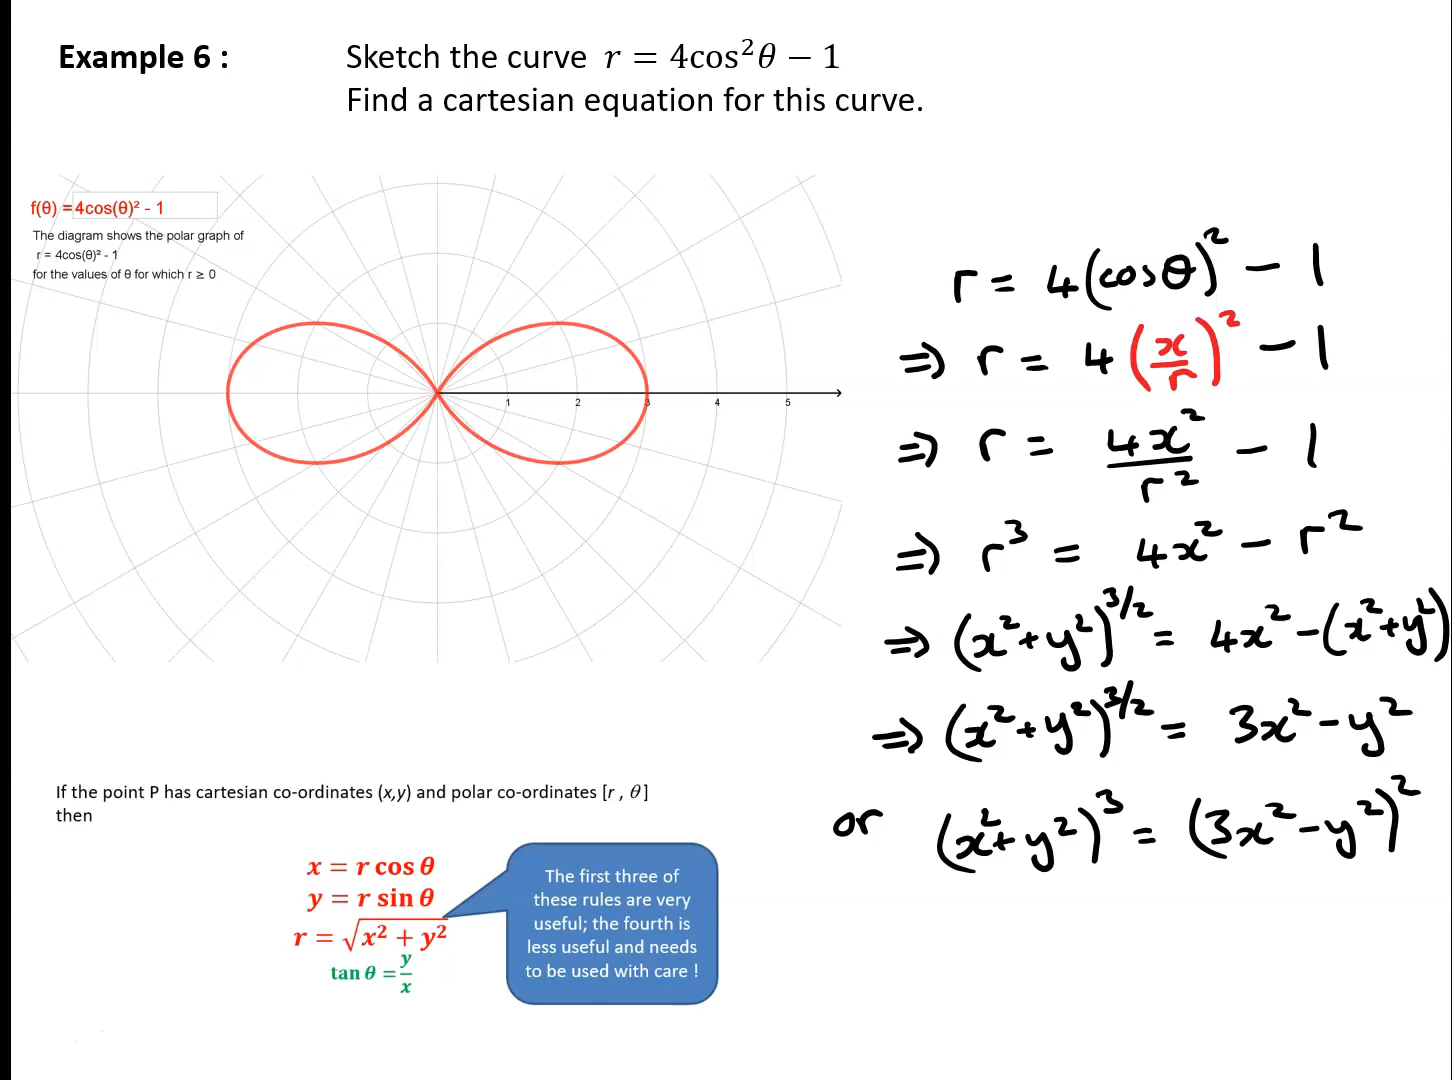 Example 6 : Sketch the curve r = 4cos²θ − 1
Find a cartesian equation for this curve.
f(θ) = 4cos(θ)² - 1
The diagram shows the polar graph of
r = 4cos(θ)² - 1
for the values of θ for which r ≥ 0
1 2 3 4 5
r = 4(cosθ)² − 1
⇒ r = 4(x/r)² − 1
⇒ r = 4x²/r² − 1
⇒ r³ = 4x² − r²
⇒ (x²+y²)^3/2 = 4x² − (x²+y²)
⇒ (x²+y²)^3/2 = 3x² − y²
or (x²+y²)³ = (3x²−y²)²
If the point P has cartesian co-ordinates (x,y) and polar co-ordinates [r , θ]
then
x = r cos θ
y = r sin θ
r = √(x² + y²)
tan θ = y/x
The first three of
these rules are very
useful; the fourth is
less useful and needs
to be used with care !